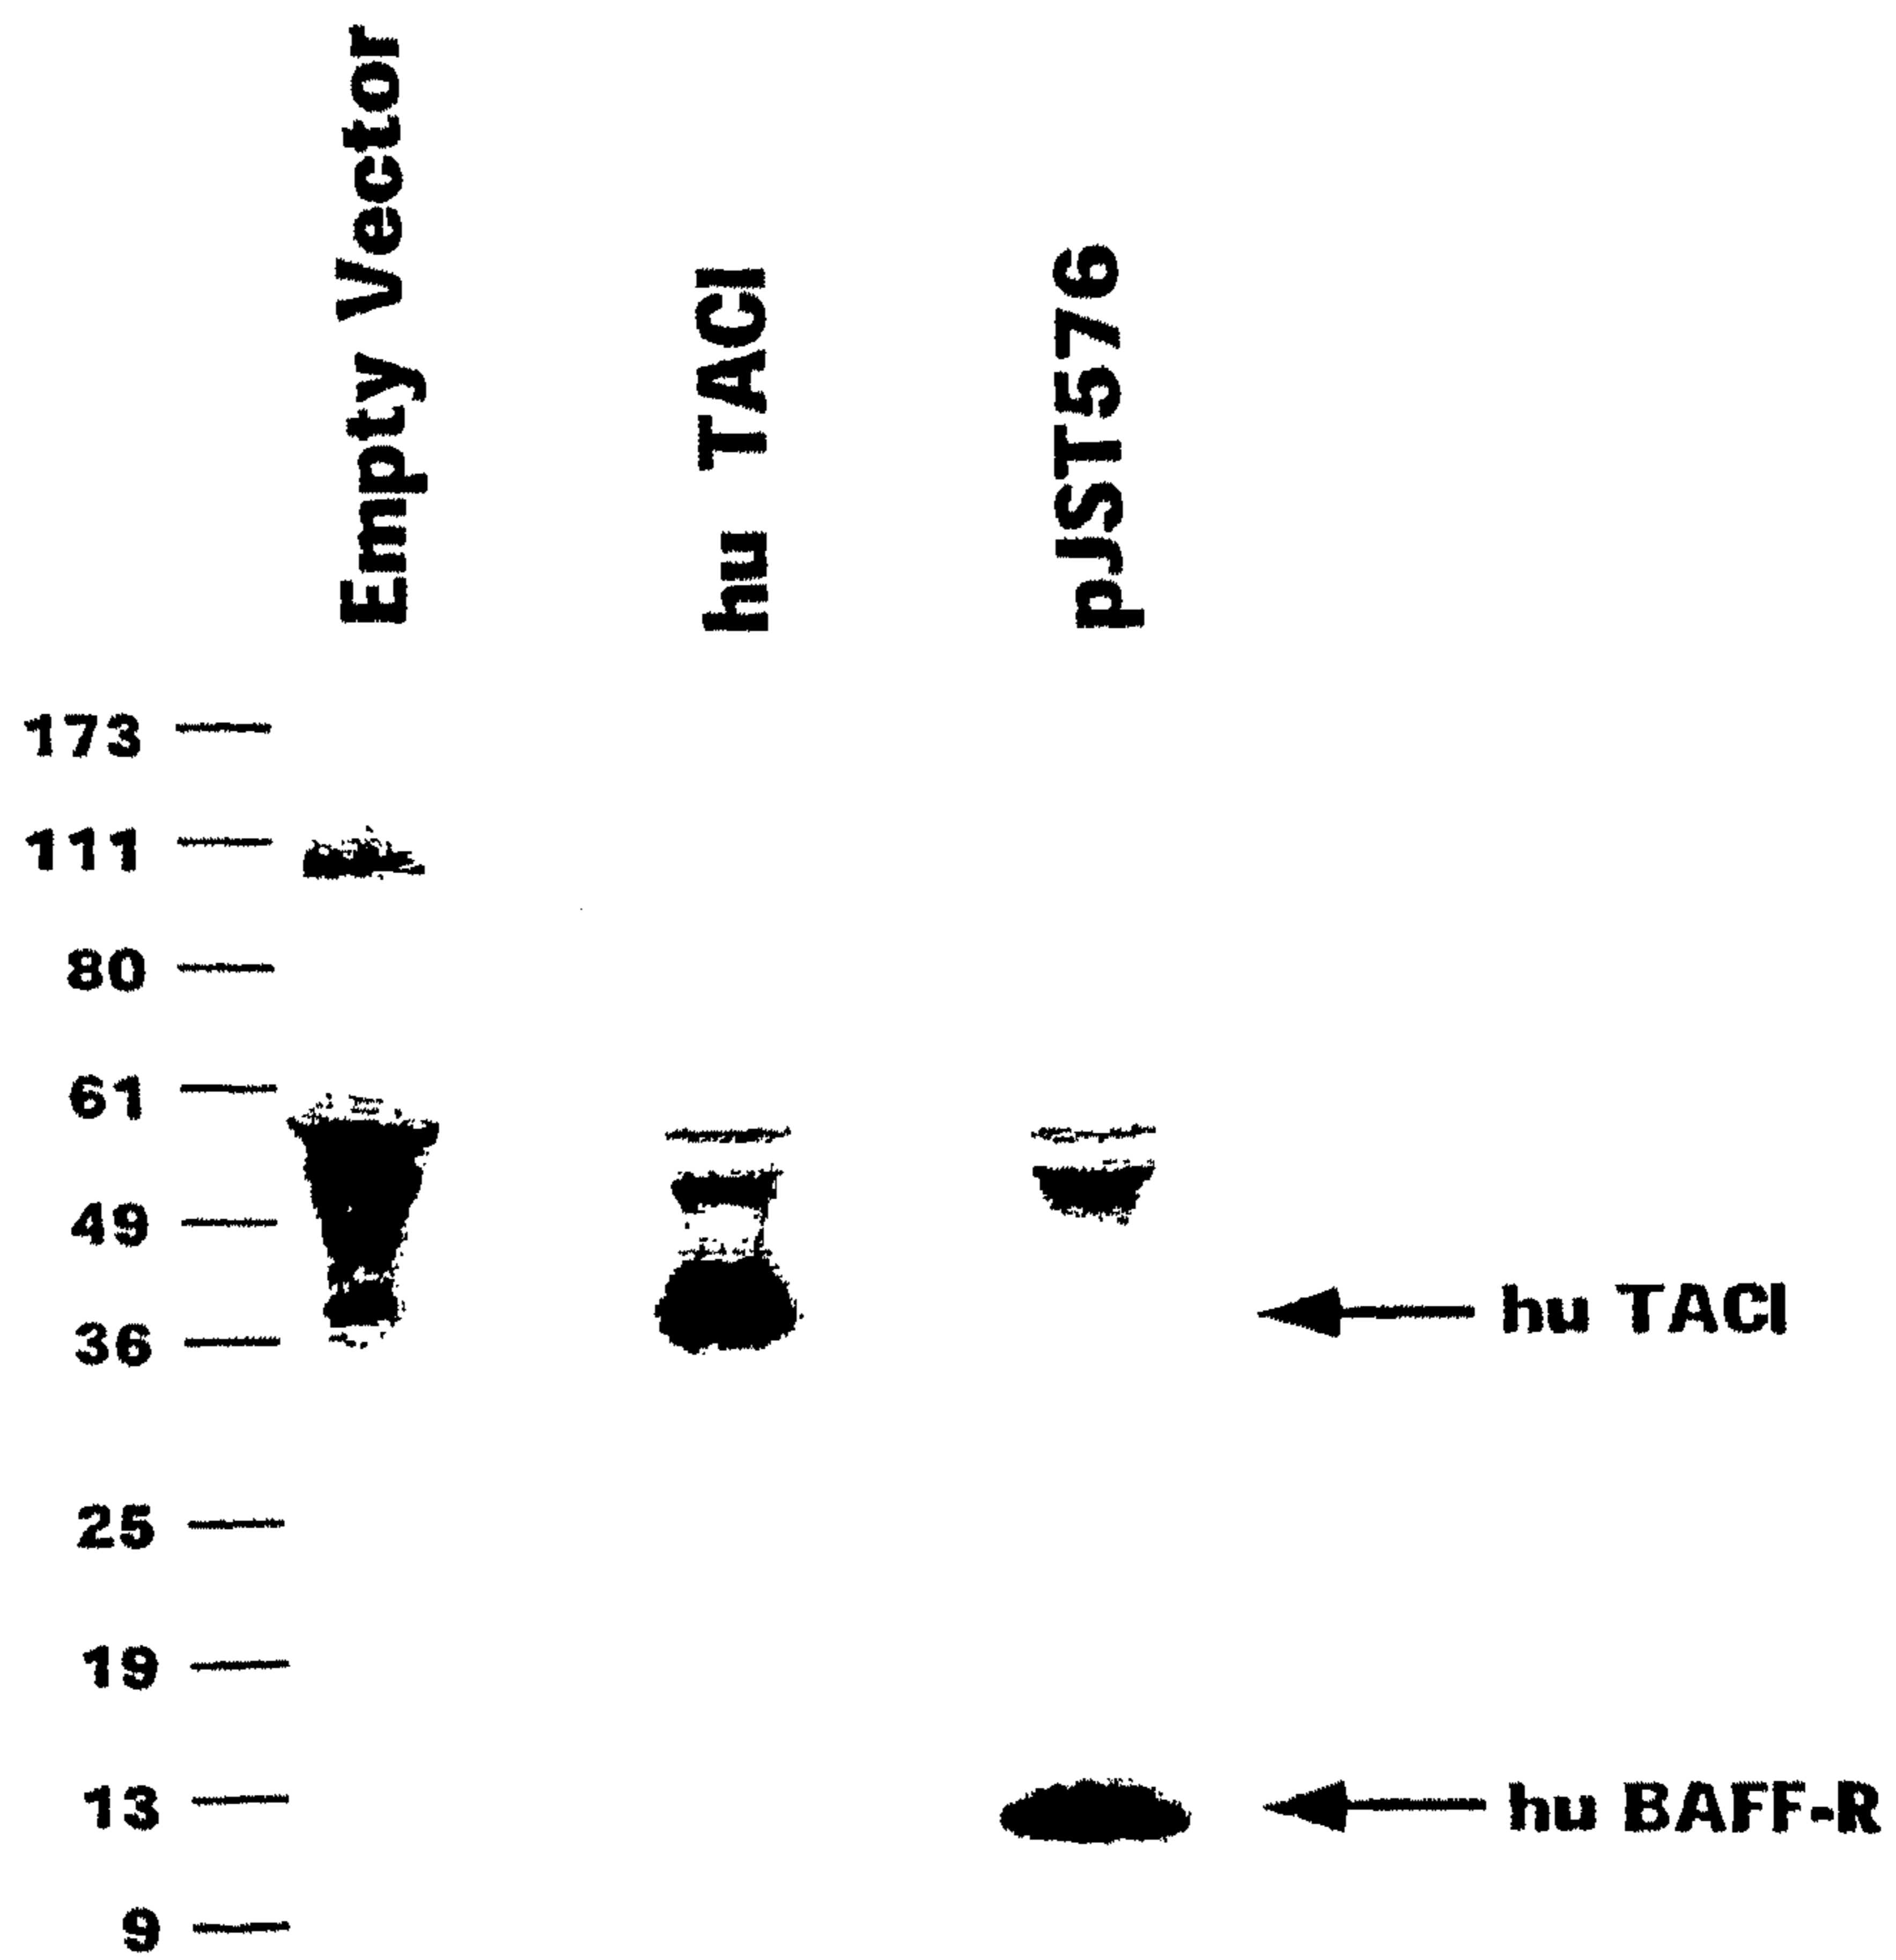 Empty Vector
hu TACI
pJST576
173
111
80
61
49
36
hu TACI
25
19
13
hu BAFF-R
9